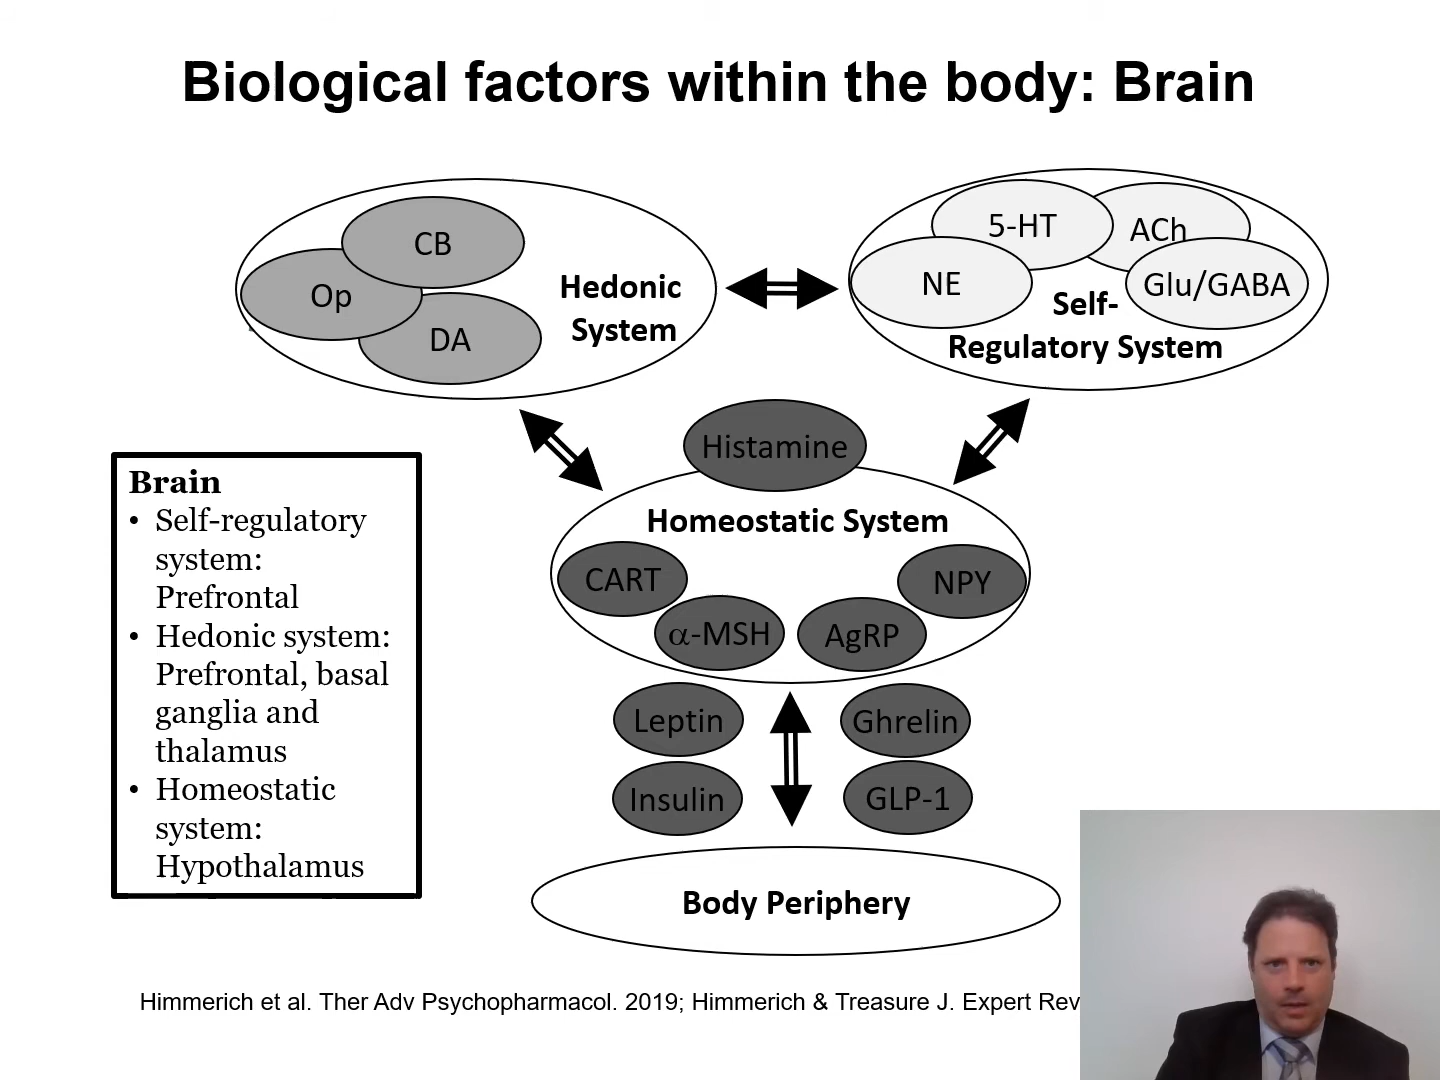 Biological factors within the body: Brain
CB
Op
DA
Hedonic
System
5-HT
ACh
NE
Glu/GABA
Self-
Regulatory System
Histamine
Homeostatic System
CART
NPY
α-MSH
AgRP
Leptin
Ghrelin
Insulin
GLP-1
Body Periphery
Brain
• Self-regulatory
system:
Prefrontal
• Hedonic system:
Prefrontal, basal
ganglia and
thalamus
• Homeostatic
system:
Hypothalamus
Himmerich et al. Ther Adv Psychopharmacol. 2019; Himmerich & Treasure J. Expert Rev